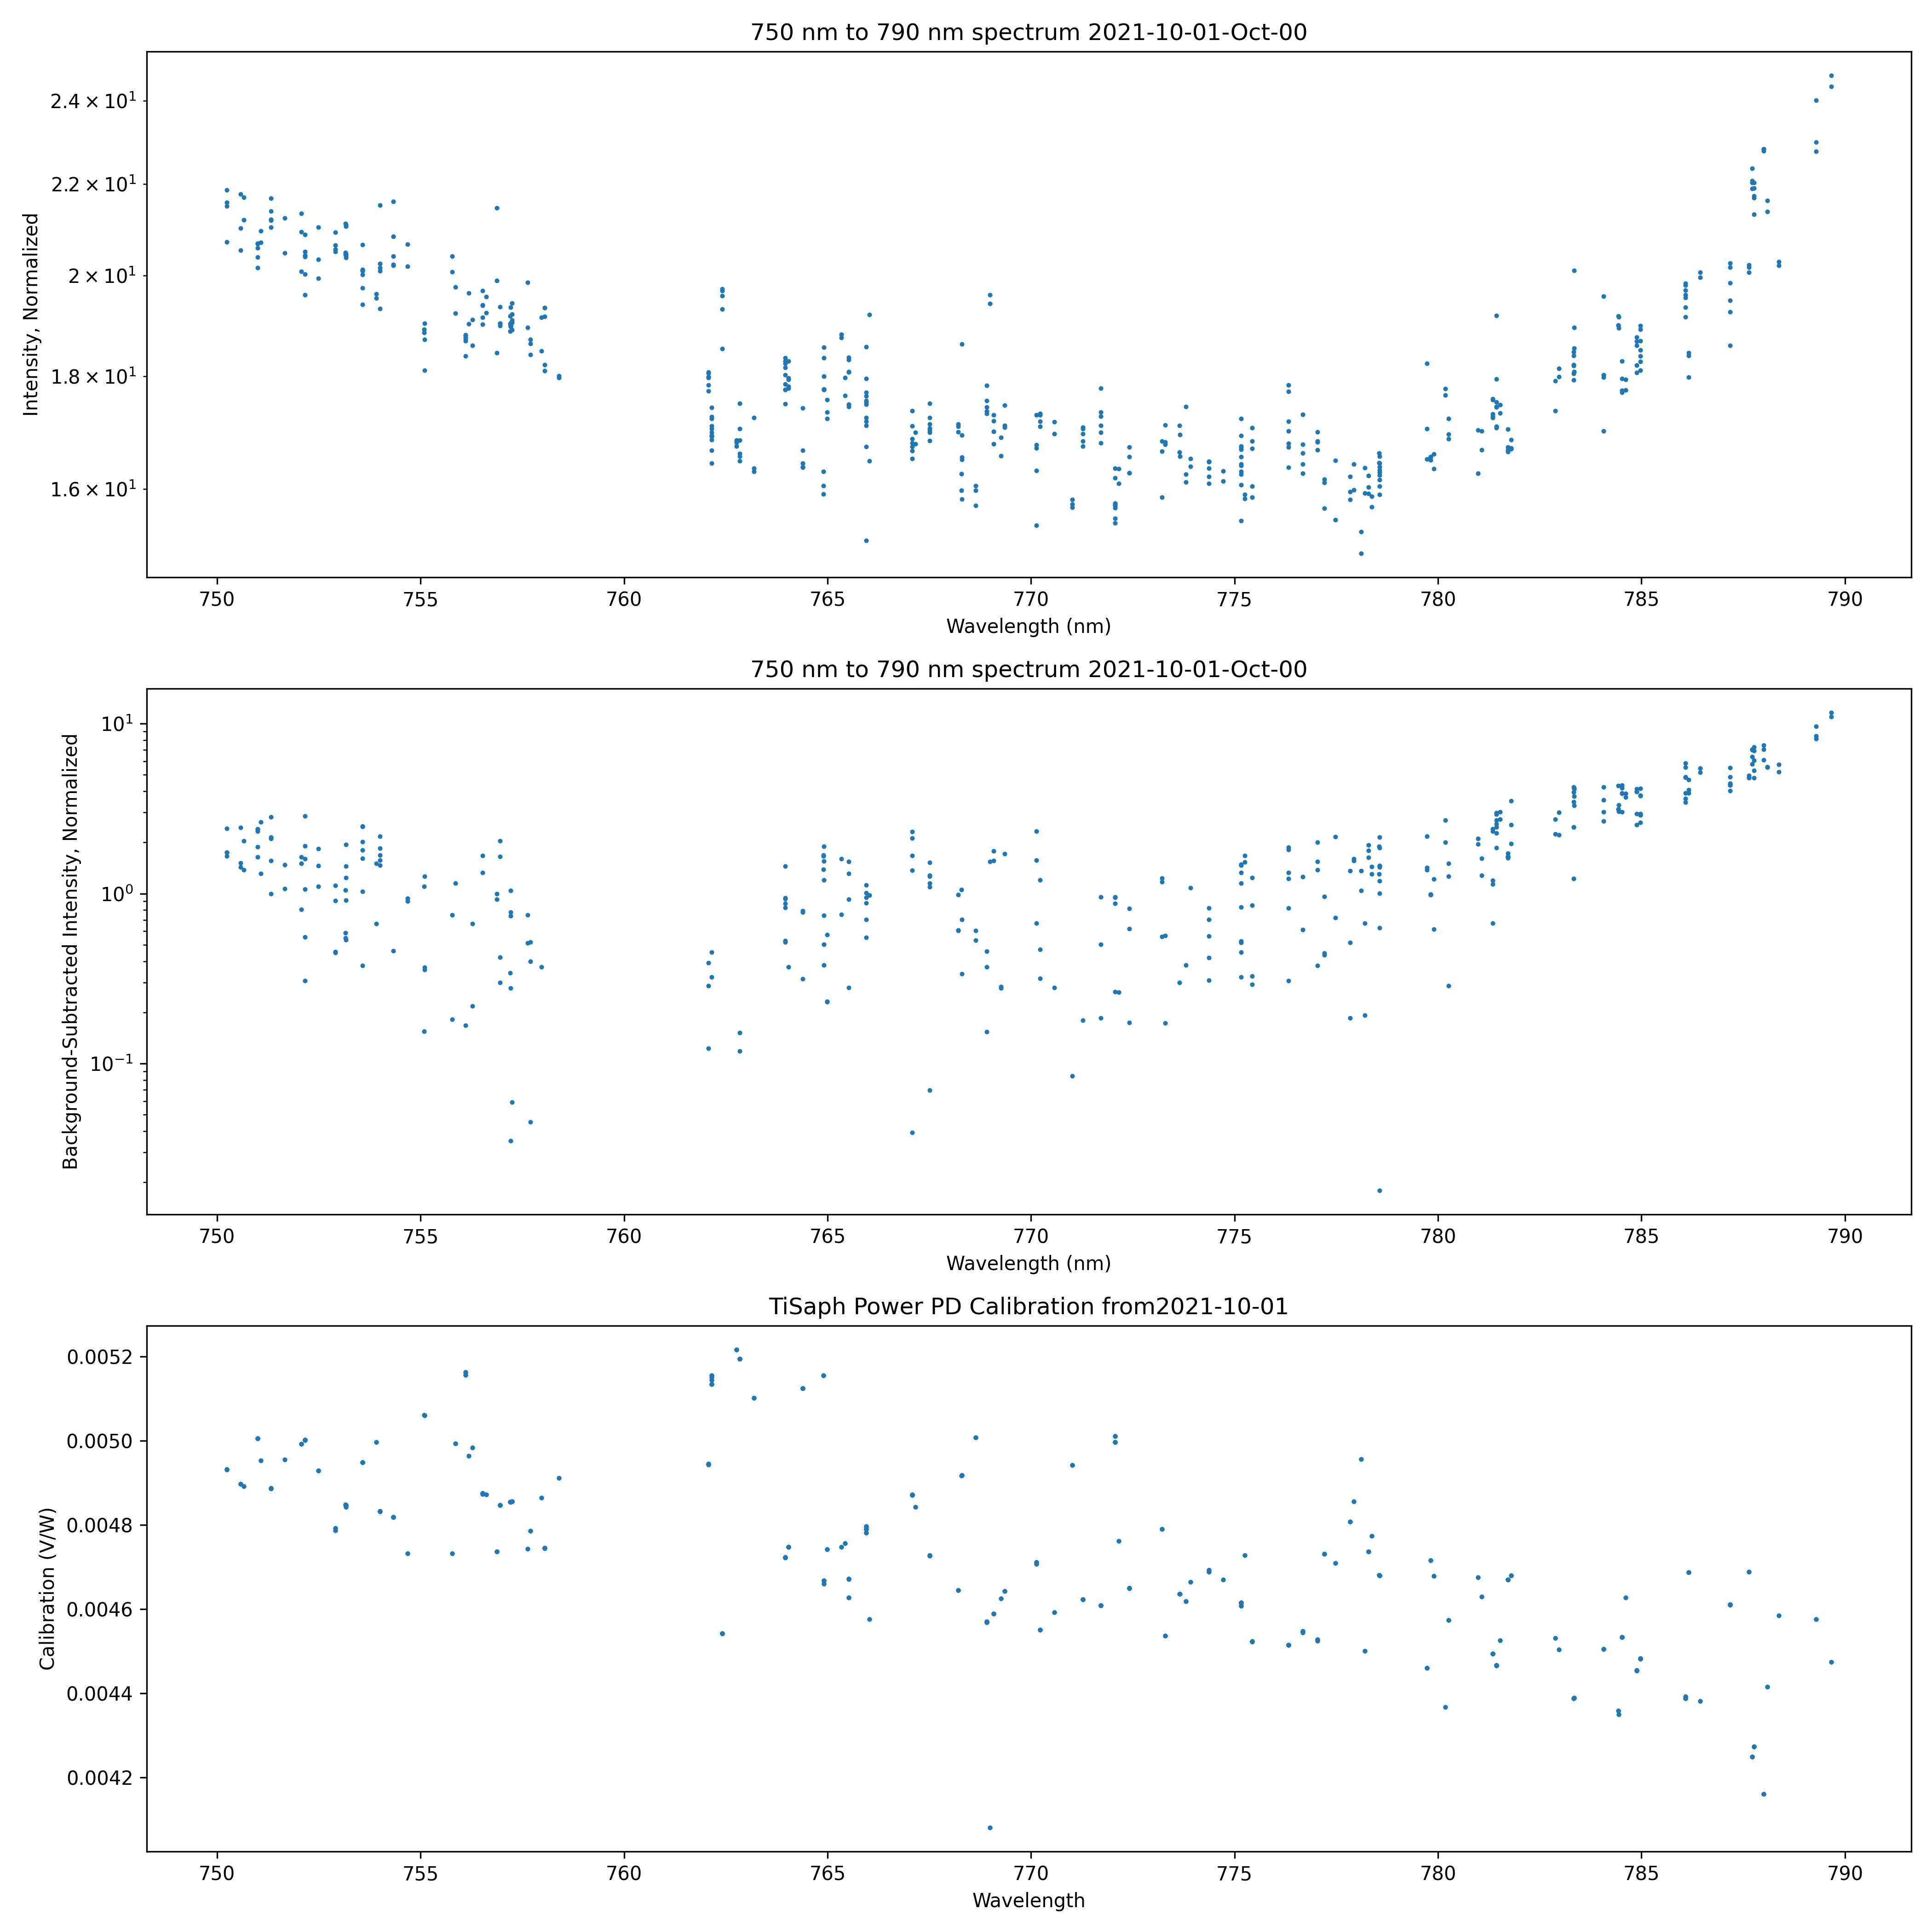 750 nm to 790 nm spectrum 2021-10-01-Oct-00
Intensity, Normalized
2.4 × 10¹
2.2 × 10¹
2 × 10¹
1.8 × 10¹
1.6 × 10¹
750 755 760 765 770 775 780 785 790
Wavelength (nm)
750 nm to 790 nm spectrum 2021-10-01-Oct-00
Background-Subtracted Intensity, Normalized
10¹
10⁰
10⁻¹
750 755 760 765 770 775 780 785 790
Wavelength (nm)
TiSaph Power PD Calibration from2021-10-01
Calibration (V/W)
0.0052
0.0050
0.0048
0.0046
0.0044
0.0042
750 755 760 765 770 775 780 785 790
Wavelength